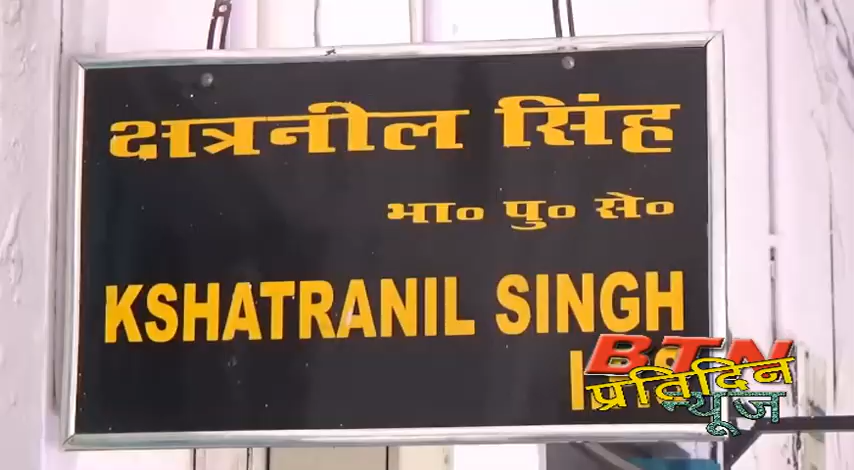 क्षत्रनील सिंह
भा० पु० से०
KSHATRANIL SINGH
BTN
प्रतिदिन
न्यूज